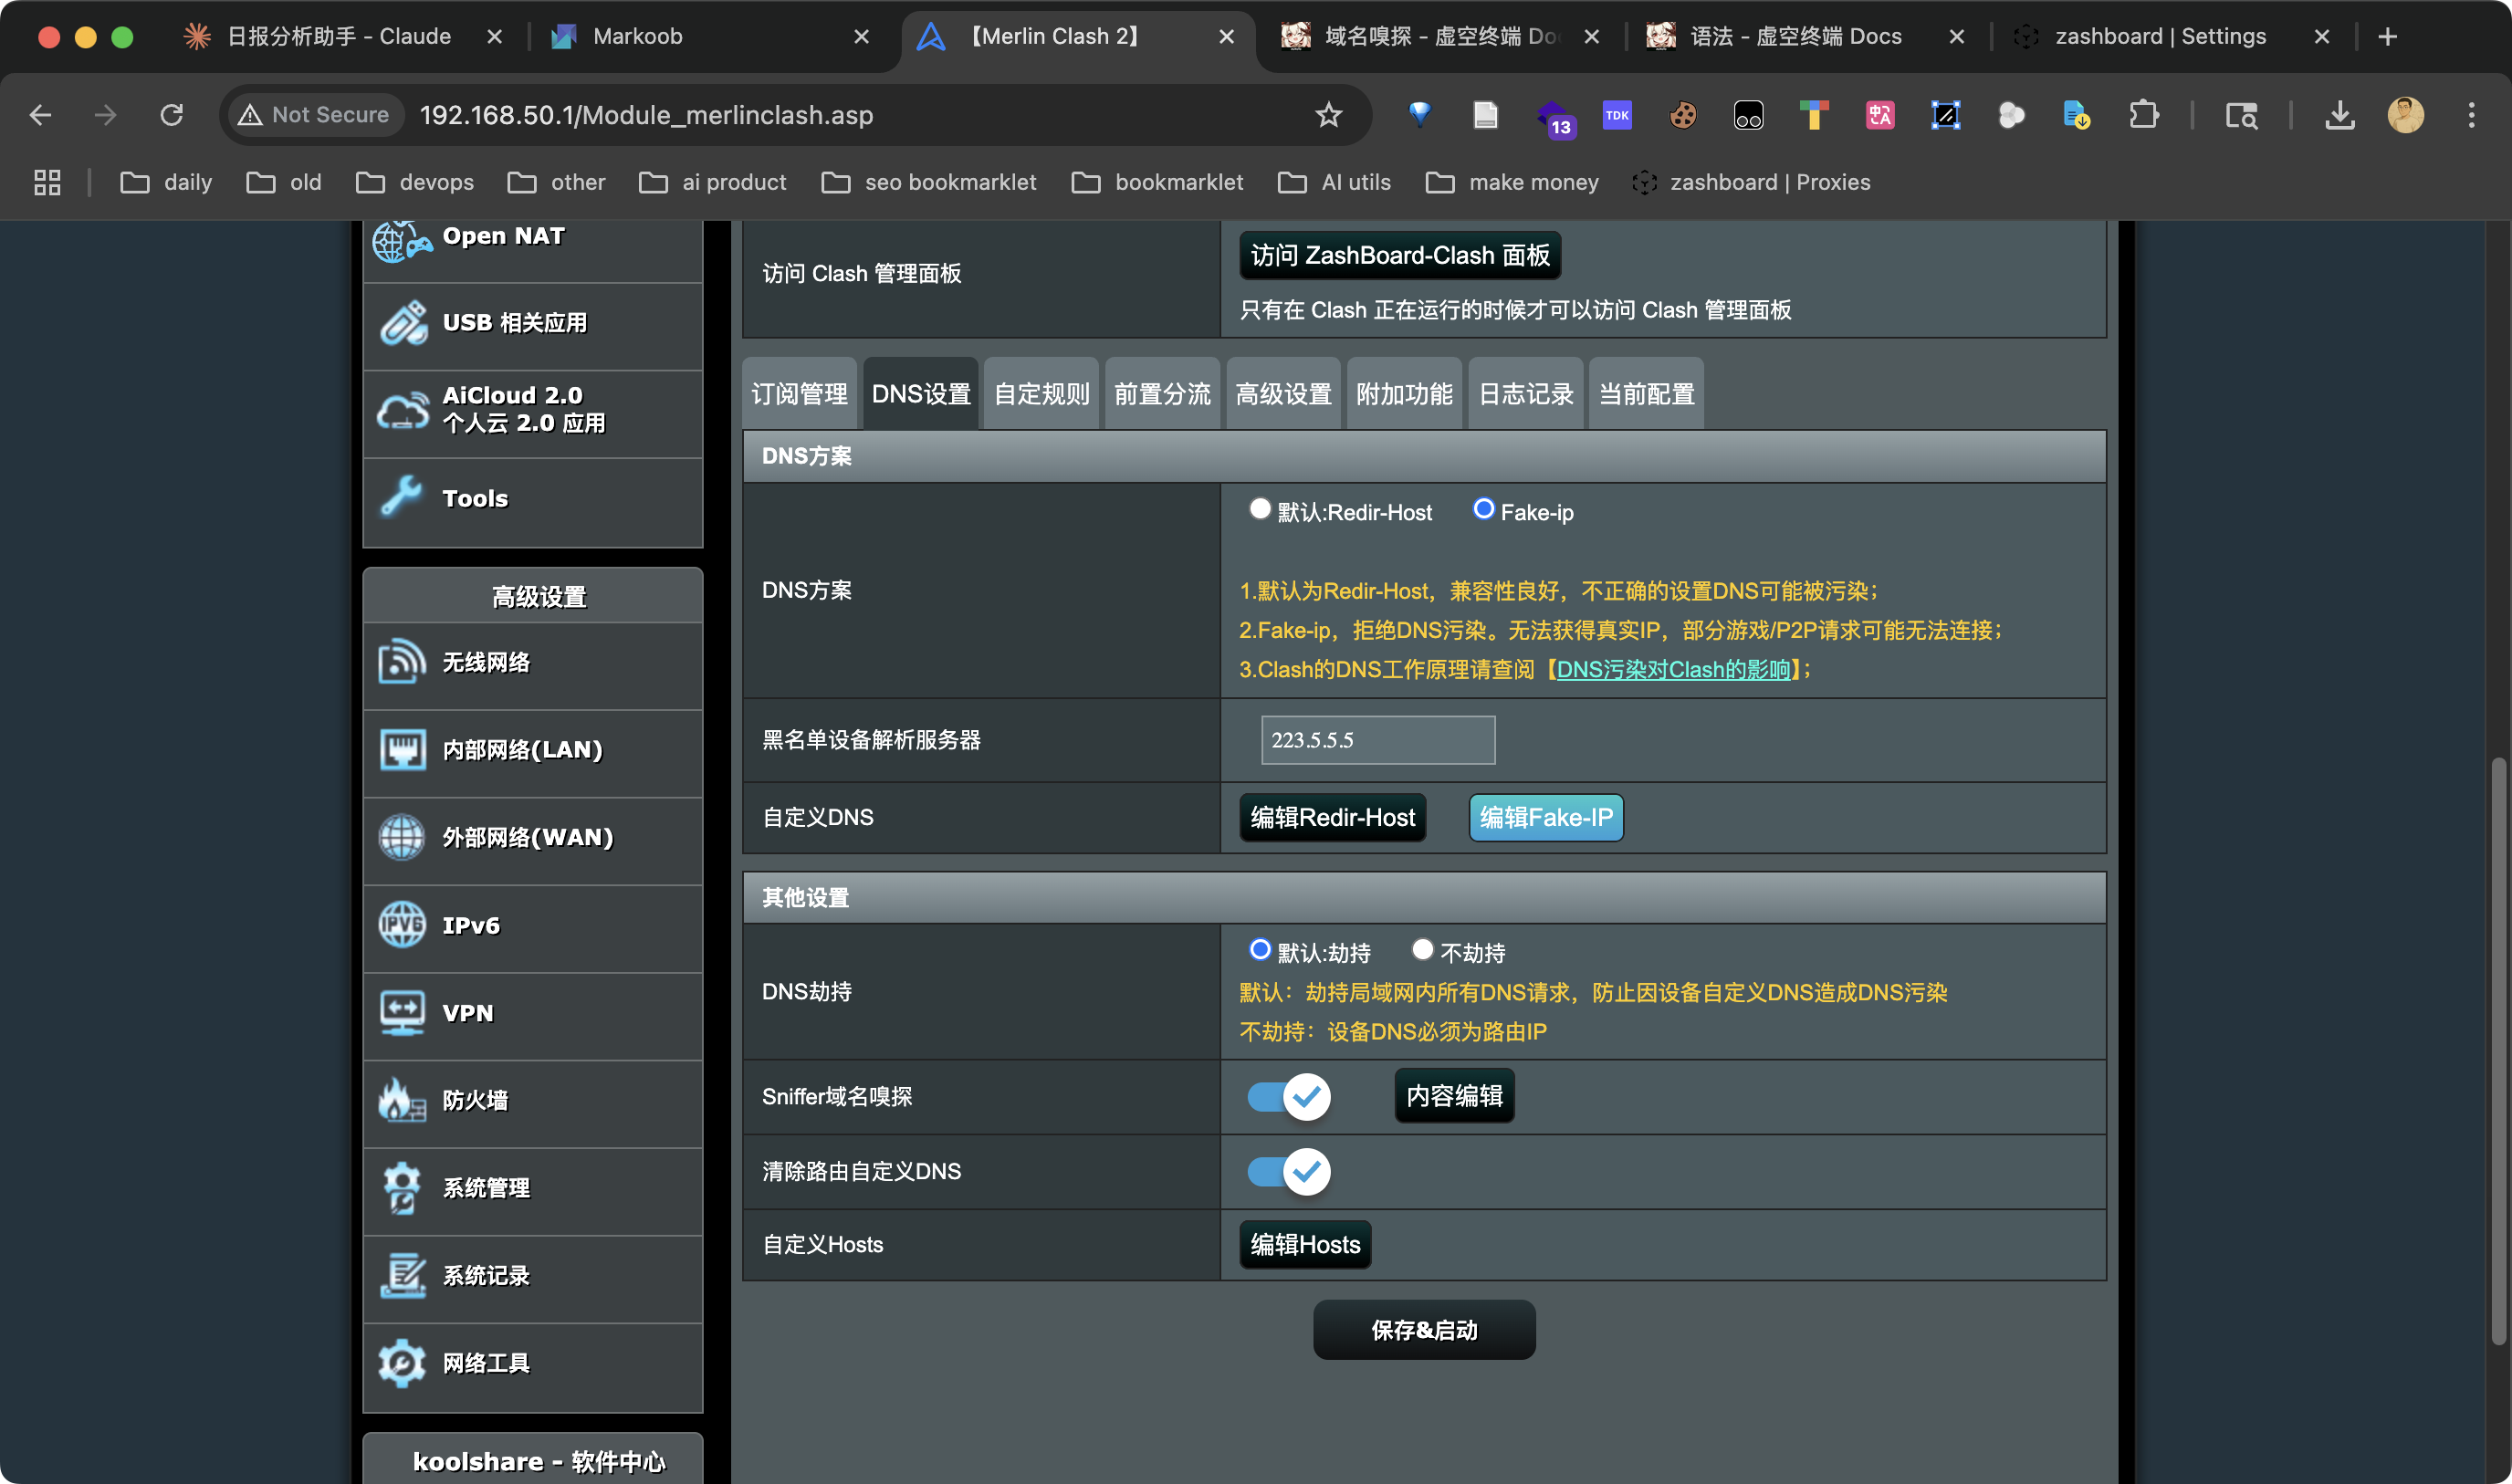 日报分析助手 - Claude
Markoob
【Merlin Clash 2】
域名嗅探 - 虚空终端 Do
语法 - 虚空终端 Docs
zashboard | Settings
Not Secure
192.168.50.1/Module_merlinclash.asp
13
TDK
daily
old
devops
other
ai product
seo bookmarklet
bookmarklet
AI utils
make money
zashboard | Proxies
Open NAT
USB 相关应用
AiCloud 2.0
个人云 2.0 应用
Tools
高级设置
无线网络
内部网络(LAN)
外部网络(WAN)
IPV6
IPv6
VPN
防火墙
系统管理
系统记录
网络工具
koolshare - 软件中心
访问 Clash 管理面板
访问 ZashBoard-Clash 面板
只有在 Clash 正在运行的时候才可以访问 Clash 管理面板
订阅管理
DNS设置
自定规则
前置分流
高级设置
附加功能
日志记录
当前配置
DNS方案
DNS方案
默认:Redir-Host
Fake-ip
1.默认为Redir-Host，兼容性良好，不正确的设置DNS可能被污染；
2.Fake-ip，拒绝DNS污染。无法获得真实IP，部分游戏/P2P请求可能无法连接；
3.Clash的DNS工作原理请查阅【DNS污染对Clash的影响】；
黑名单设备解析服务器
223.5.5.5
自定义DNS
编辑Redir-Host
编辑Fake-IP
其他设置
DNS劫持
默认:劫持
不劫持
默认：劫持局域网内所有DNS请求，防止因设备自定义DNS造成DNS污染
不劫持：设备DNS必须为路由IP
Sniffer域名嗅探
内容编辑
清除路由自定义DNS
自定义Hosts
编辑Hosts
保存&启动